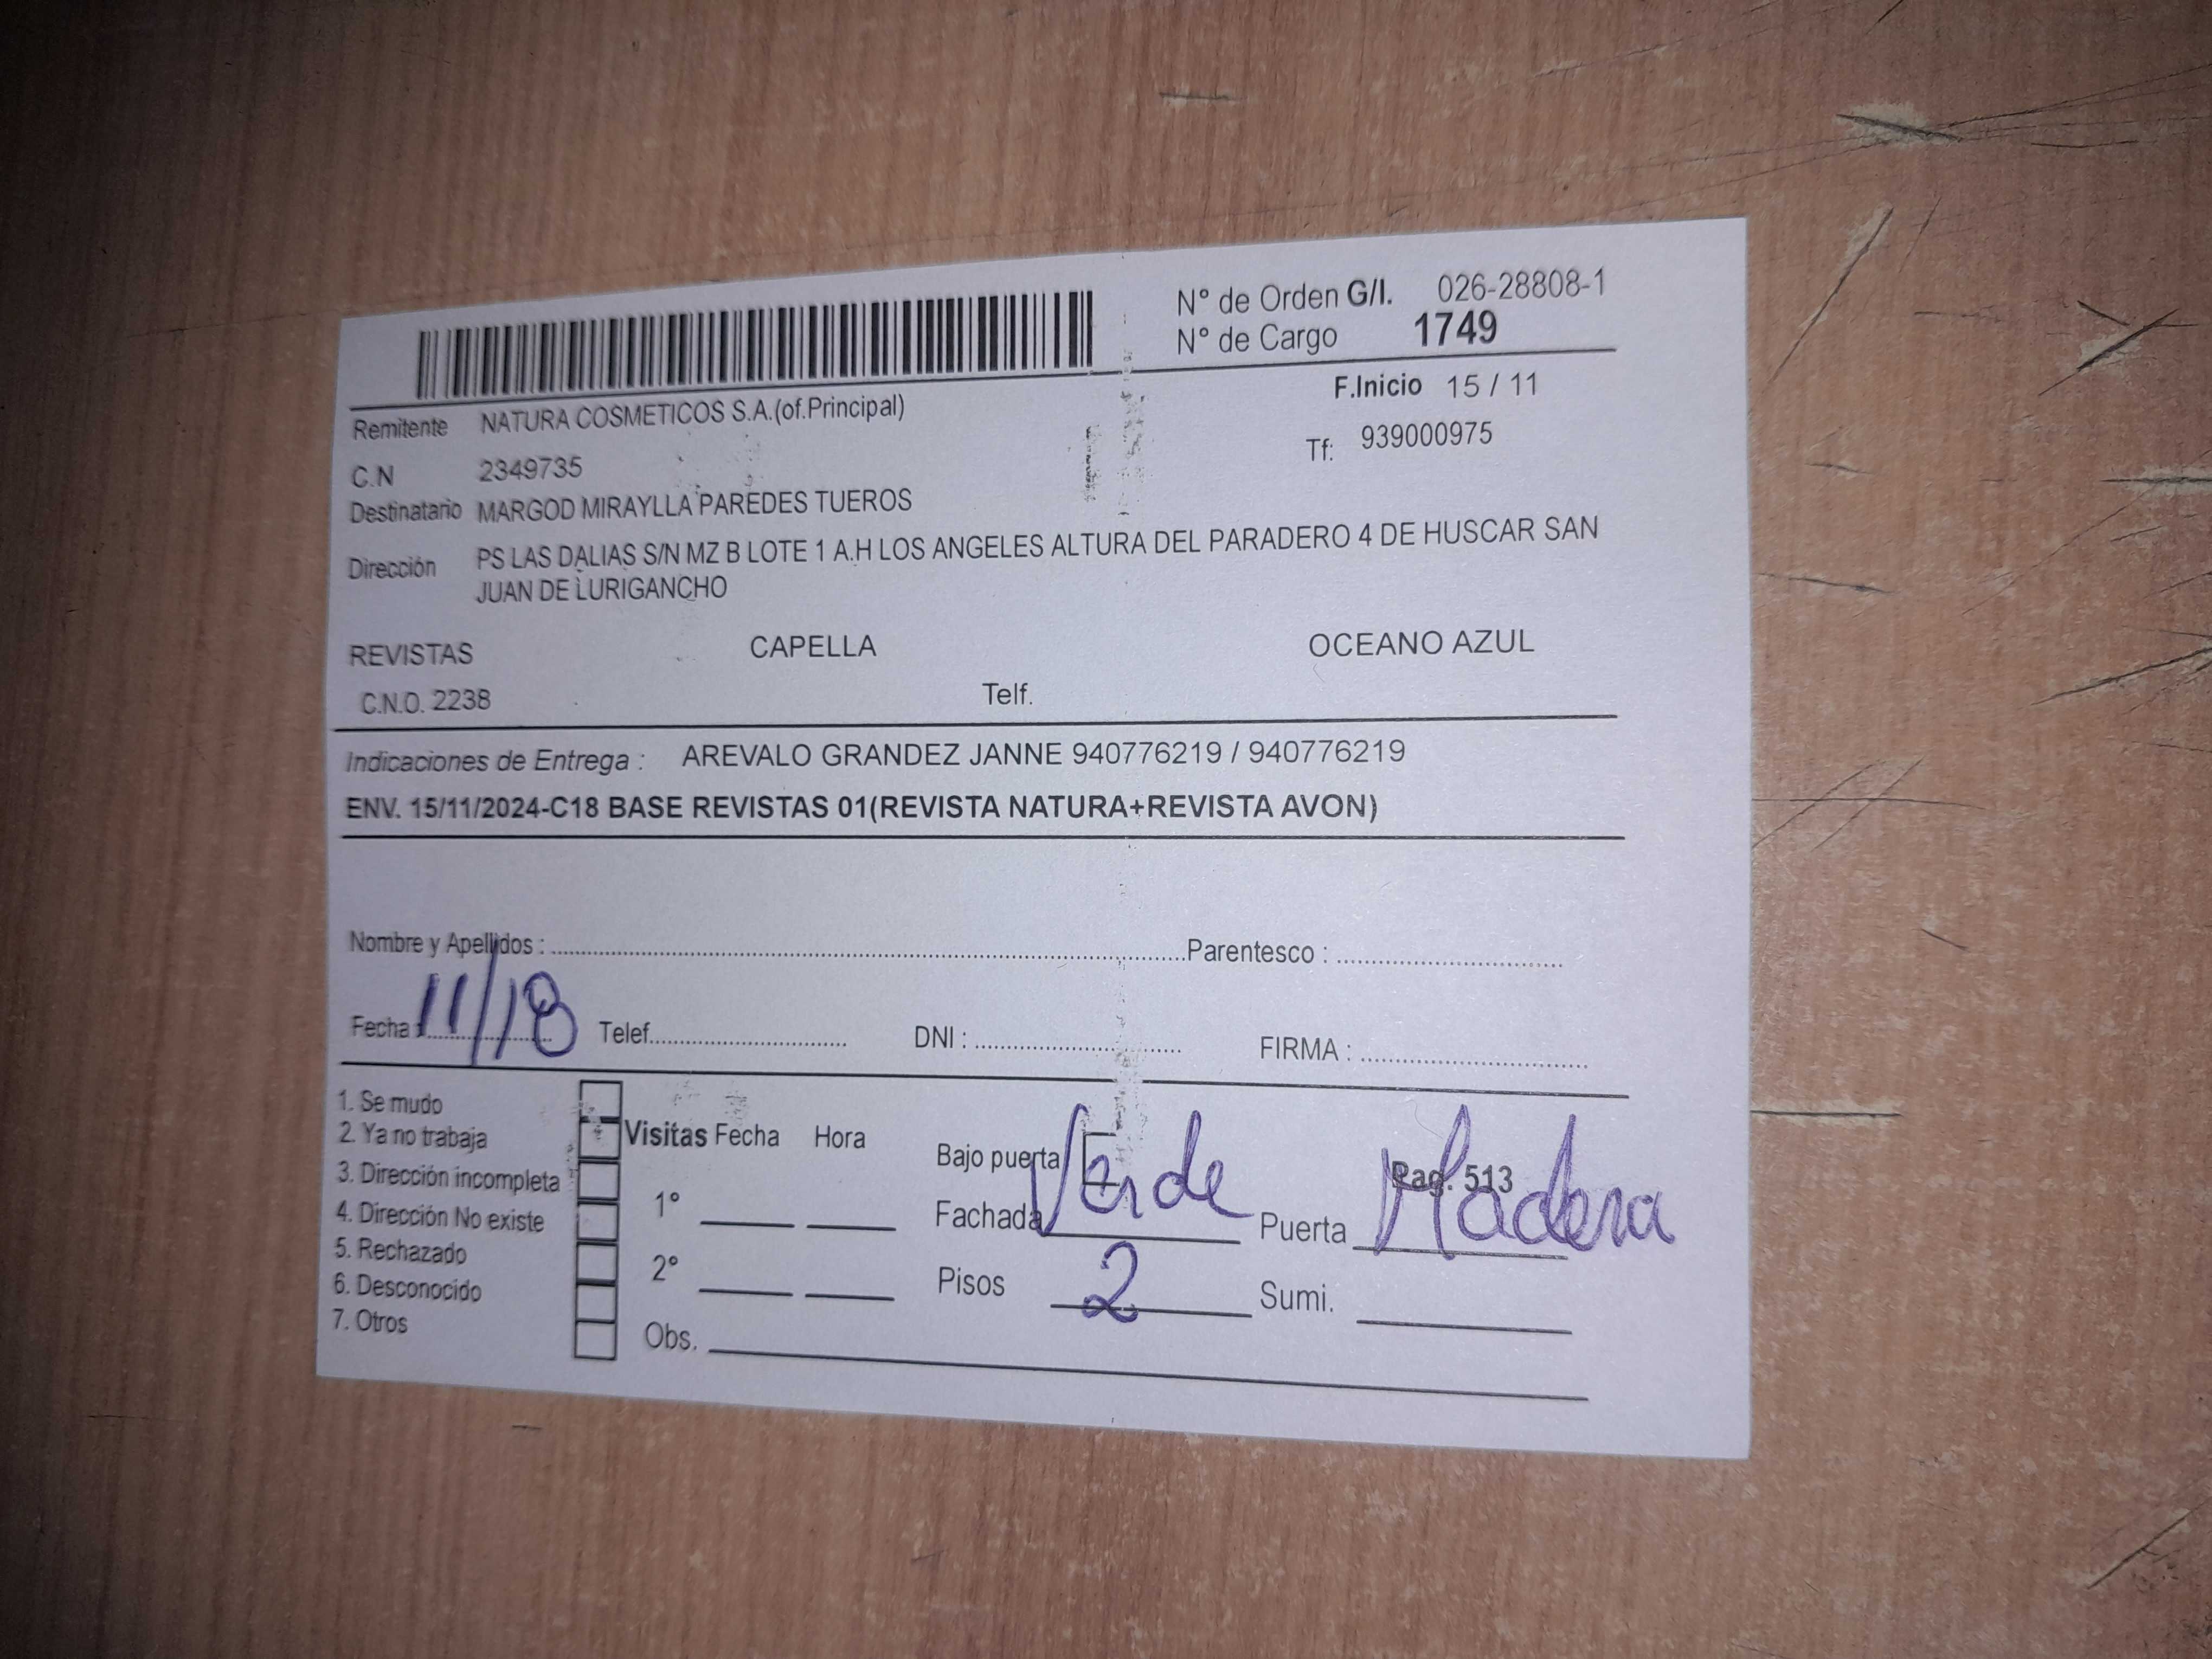 N° de Orden G/I. 026-28808-1
N° de Cargo 1749
F.Inicio 15 / 11
Remitente NATURA COSMETICOS S.A.(of.Principal)
Tf: 939000975
C.N 2349735
Destinatario MARGOD MIRAYLLA PAREDES TUEROS
Dirección PS LAS DALIAS S/N MZ B LOTE 1 A.H LOS ANGELES ALTURA DEL PARADERO 4 DE HUSCAR SAN
JUAN DE LURIGANCHO
REVISTAS CAPELLA OCEANO AZUL
C.N.O. 2238 Telf.
Indicaciones de Entrega : AREVALO GRANDEZ JANNE 940776219 / 940776219
ENV. 15/11/2024-C18 BASE REVISTAS 01(REVISTA NATURA+REVISTA AVON)
Nombre y Apellidos : Parentesco :
Fecha : 11/18 Telef. DNI : FIRMA :
1. Se mudo
2. Ya no trabaja
3. Dirección incompleta
4. Dirección No existe
5. Rechazado
6. Desconocido
7. Otros
Visitas Fecha Hora
1°
2°
Obs.
Bajo puerta Pag. 513
Fachada Verde Puerta Madera
Pisos 2 Sumi.